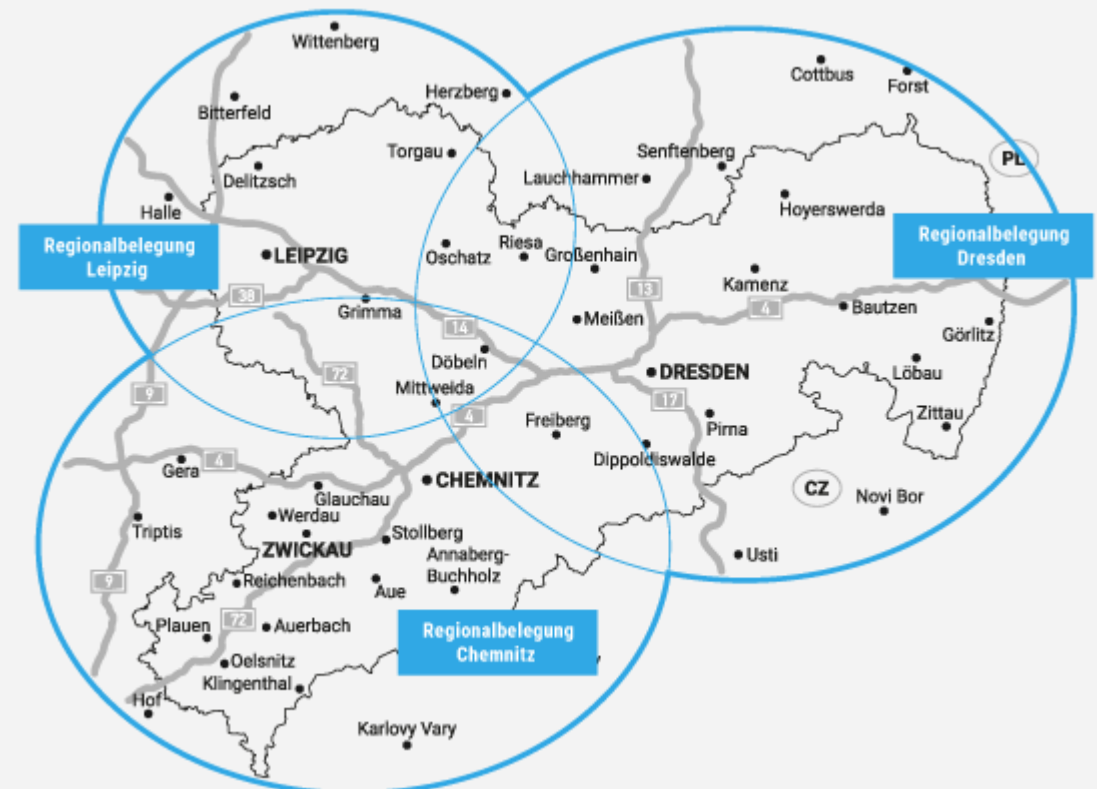 Wittenberg
Cottbus
Forst
Bitterfeld
Herzberg
Torgau
Senftenberg
PL
Delitzsch
Lauchhammer
Halle
Hoyerswerda
Regionalbelegung
Leipzig
LEIPZIG
Oschatz
Riesa
Großenhain
Regionalbelegung
Dresden
Kamenz
38
13
Grimma
4
Bautzen
14
Meißen
Görlitz
72
Döbeln
Löbau
DRESDEN
9
Mittweida
17
4
Freiberg
Pirna
Zittau
Dippoldiswalde
Gera
4
CHEMNITZ
CZ
Novi Bor
Glauchau
Triptis
Werdau
ZWICKAU
Stollberg
Annaberg-
Buchholz
Usti
9
Reichenbach
Aue
72
Plauen
Auerbach
Regionalbelegung
Chemnitz
Oelsnitz
Klingenthal
Hof
Karlovy Vary